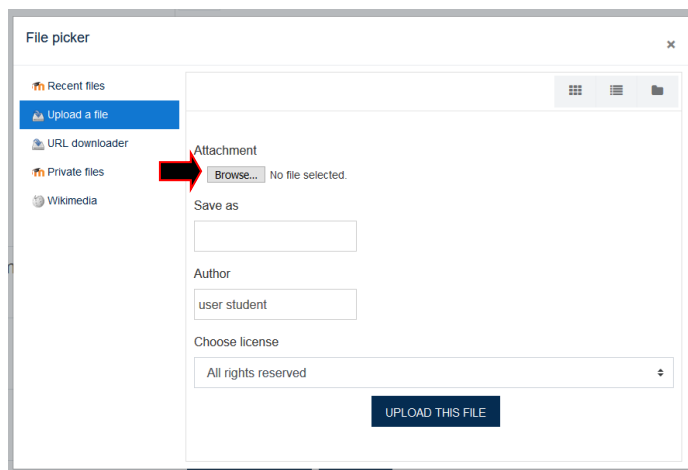 File picker
×
Recent files
Upload a file
URL downloader
Private files
Wikimedia
Attachment
Browse... No file selected.
Save as
Author
user student
Choose license
All rights reserved
UPLOAD THIS FILE